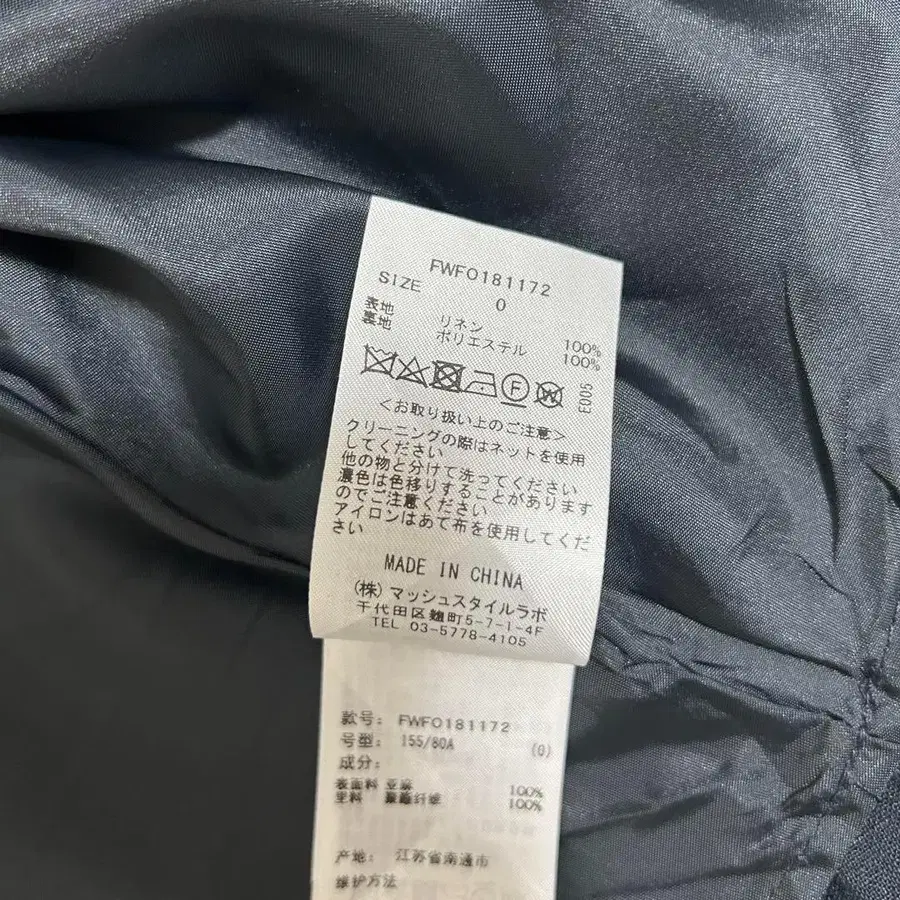 FWFO181172
SIZE 0
表地 リネン 100%
裏地 ポリエステル 100%
F W E005
<お取り扱い上のご注意>
クリーニングの際はネットを使用
してください
他の物と分けて洗ってください
濃色は色移りすることがあります
のでご注意ください
アイロンはあて布を使用してくだ
さい
MADE IN CHINA
(株)マッシュスタイルラボ
千代田区麹町5-7-1-4F
TEL 03-5778-4105
款号: FWFO181172
号型: 155/80A (0)
成分:
表面料 亚麻 100%
里料 聚酯纤维 100%
产地: 江苏省南通市
维护方法